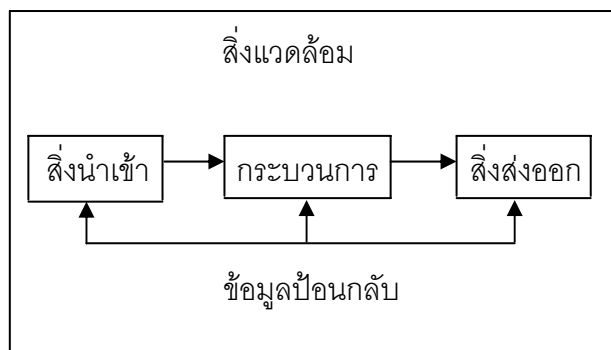 สิ่งแวดล้อม
สิ่งนำเข้า กระบวนการ สิ่งส่งออก
ข้อมูลป้อนกลับ